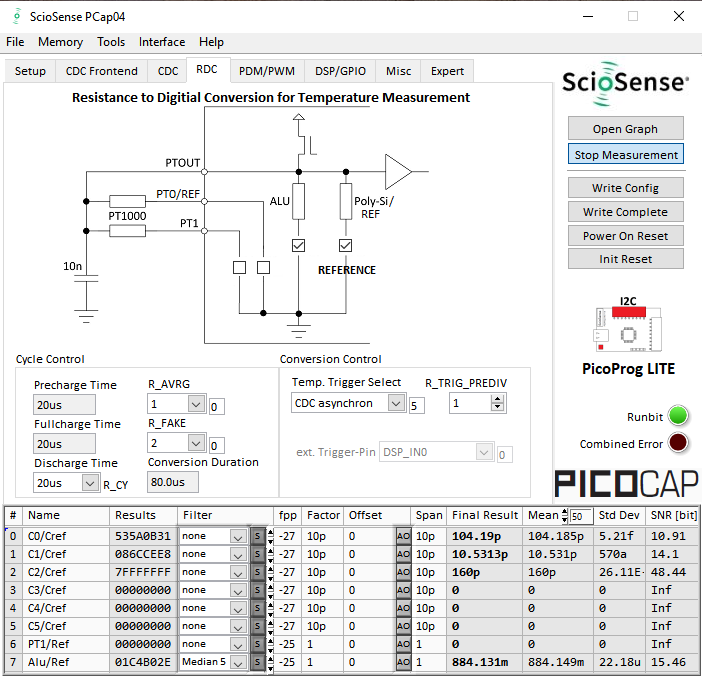 ScioSense PCap04
File Memory Tools Interface Help
Setup CDC Frontend CDC RDC PDM/PWM DSP/GPIO Misc Expert
Resistance to Digitial Conversion for Temperature Measurement
PTOUT
PT0/REF
PT1000
PT1
10n
ALU
Poly-Si/
REF
REFERENCE
Cycle Control
Precharge Time R_AVRG
20us 1 0
Fullcharge Time R_FAKE
20us 2 0
Discharge Time Conversion Duration
20us R_CY 80.0us
Conversion Control
Temp. Trigger Select R_TRIG_PREDIV
CDC asynchron 5 1
ext. Trigger-Pin DSP_IN0 0
ScioSense
Open Graph
Stop Measurement
Write Config
Write Complete
Power On Reset
Init Reset
I2C
PicoProg LITE
Runbit
Combined Error
PICOCAP
# Name Results Filter fpp Factor Offset Span Final Result Mean 50 Std Dev SNR [bit]
0 C0/Cref 535A0B31 none S -27 10p 0 AO 10p 104.19p 104.185p 5.21f 10.91
1 C1/Cref 086CCEE8 none S -27 10p 0 AO 10p 10.5313p 10.531p 570a 14.1
2 C2/Cref 7FFFFFFF none S -27 10p 0 AO 10p 160p 160p 26.11E- 48.44
3 C3/Cref 00000000 none S -27 10p 0 AO 10p 0 0 0 Inf
4 C4/Cref 00000000 none S -27 10p 0 AO 10p 0 0 0 Inf
5 C5/Cref 00000000 none S -27 10p 0 AO 10p 0 0 0 Inf
6 PT1/Ref 00000000 none S -25 1 0 AO 1 0 0 0 Inf
7 Alu/Ref 01C4B02E Median 5 S -25 1 0 AO 1 884.131m 884.149m 22.18u 15.46